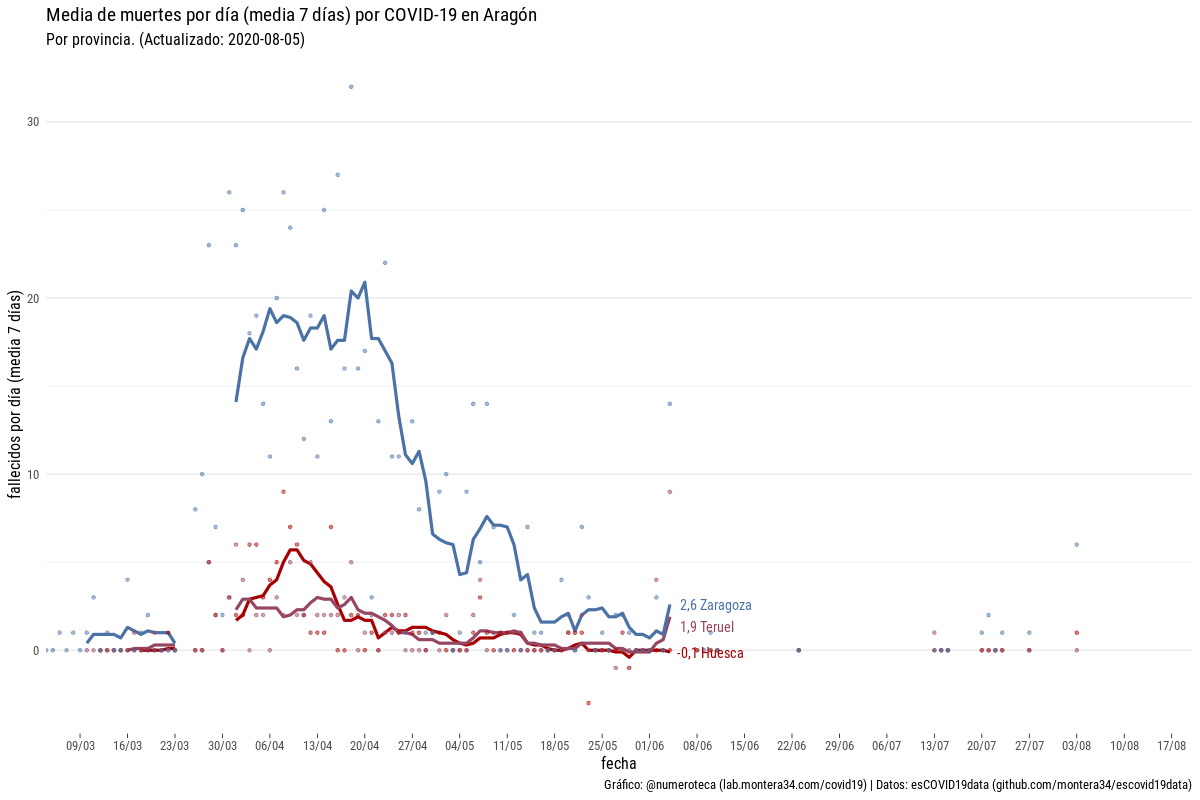 Media de muertes por día (media 7 días) por COVID-19 en Aragón
Por provincia. (Actualizado: 2020-08-05)
fallecidos por día (media 7 días)
30
20
10
0
2,6 Zaragoza
1,9 Teruel
-0,1 Huesca
09/03 16/03 23/03 30/03 06/04 13/04 20/04 27/04 04/05 11/05 18/05 25/05 01/06 08/06 15/06 22/06 29/06 06/07 13/07 20/07 27/07 03/08 10/08 17/08
fecha
Gráfico: @numeroteca (lab.montera34.com/covid19) | Datos: esCOVID19data (github.com/montera34/escovid19data)